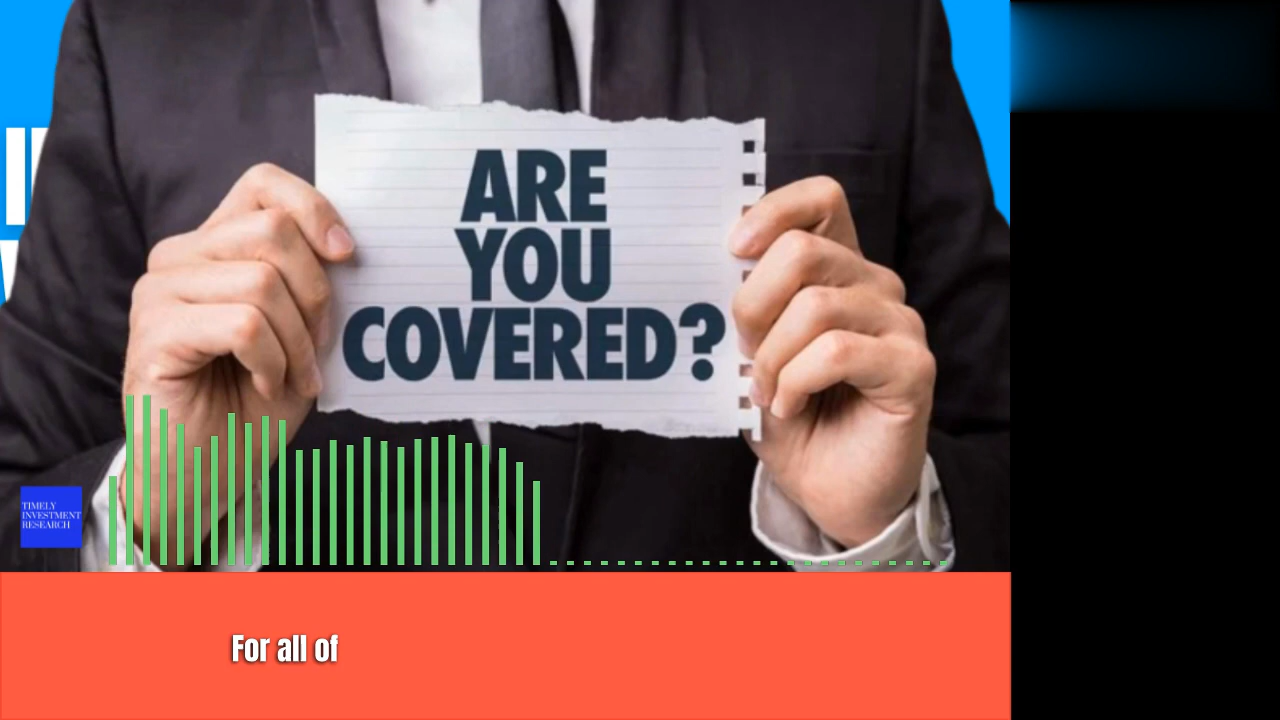 ARE
YOU
COVERED?
TIMELY
INVESTMENT
RESEARCH
For all of